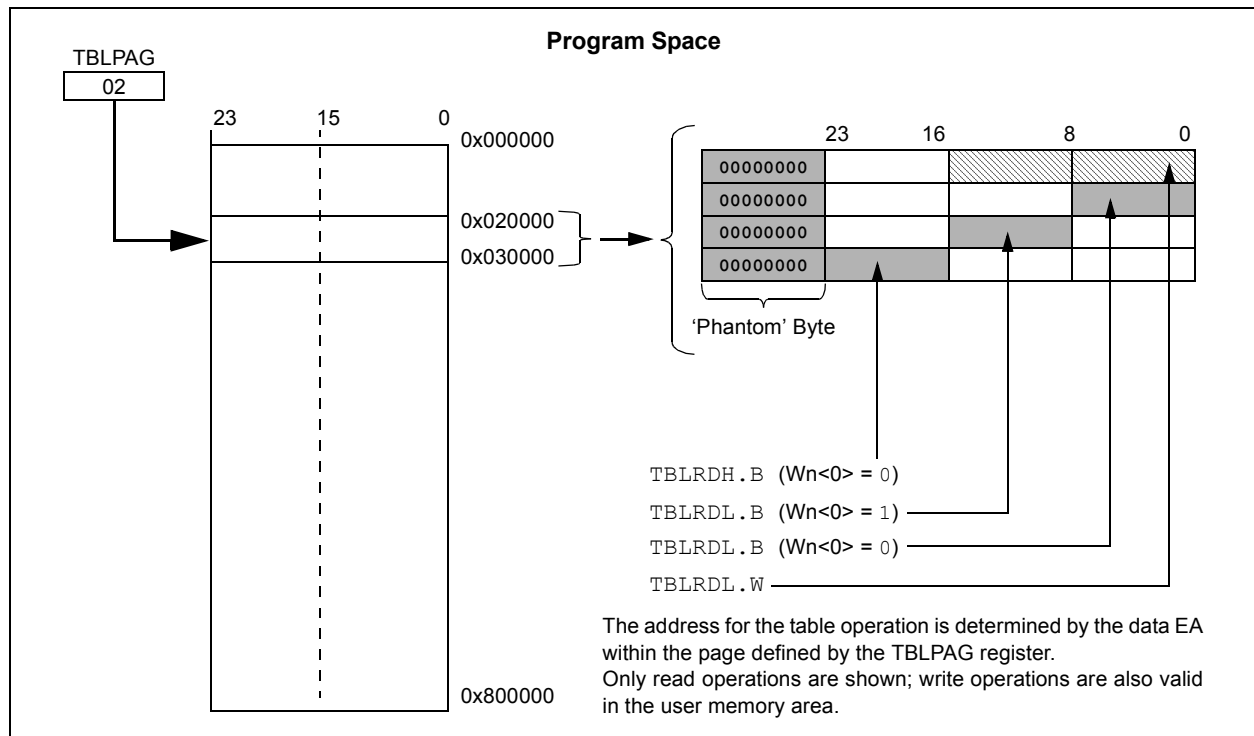 Program Space
TBLPAG
02
23 15 0
0x000000
0x020000
0x030000
0x800000
23 16 8 0
00000000
00000000
00000000
00000000
‘Phantom’ Byte
TBLRDH.B (Wn<0> = 0)
TBLRDL.B (Wn<0> = 1)
TBLRDL.B (Wn<0> = 0)
TBLRDL.W
The address for the table operation is determined by the data EA
within the page defined by the TBLPAG register.
Only read operations are shown; write operations are also valid
in the user memory area.